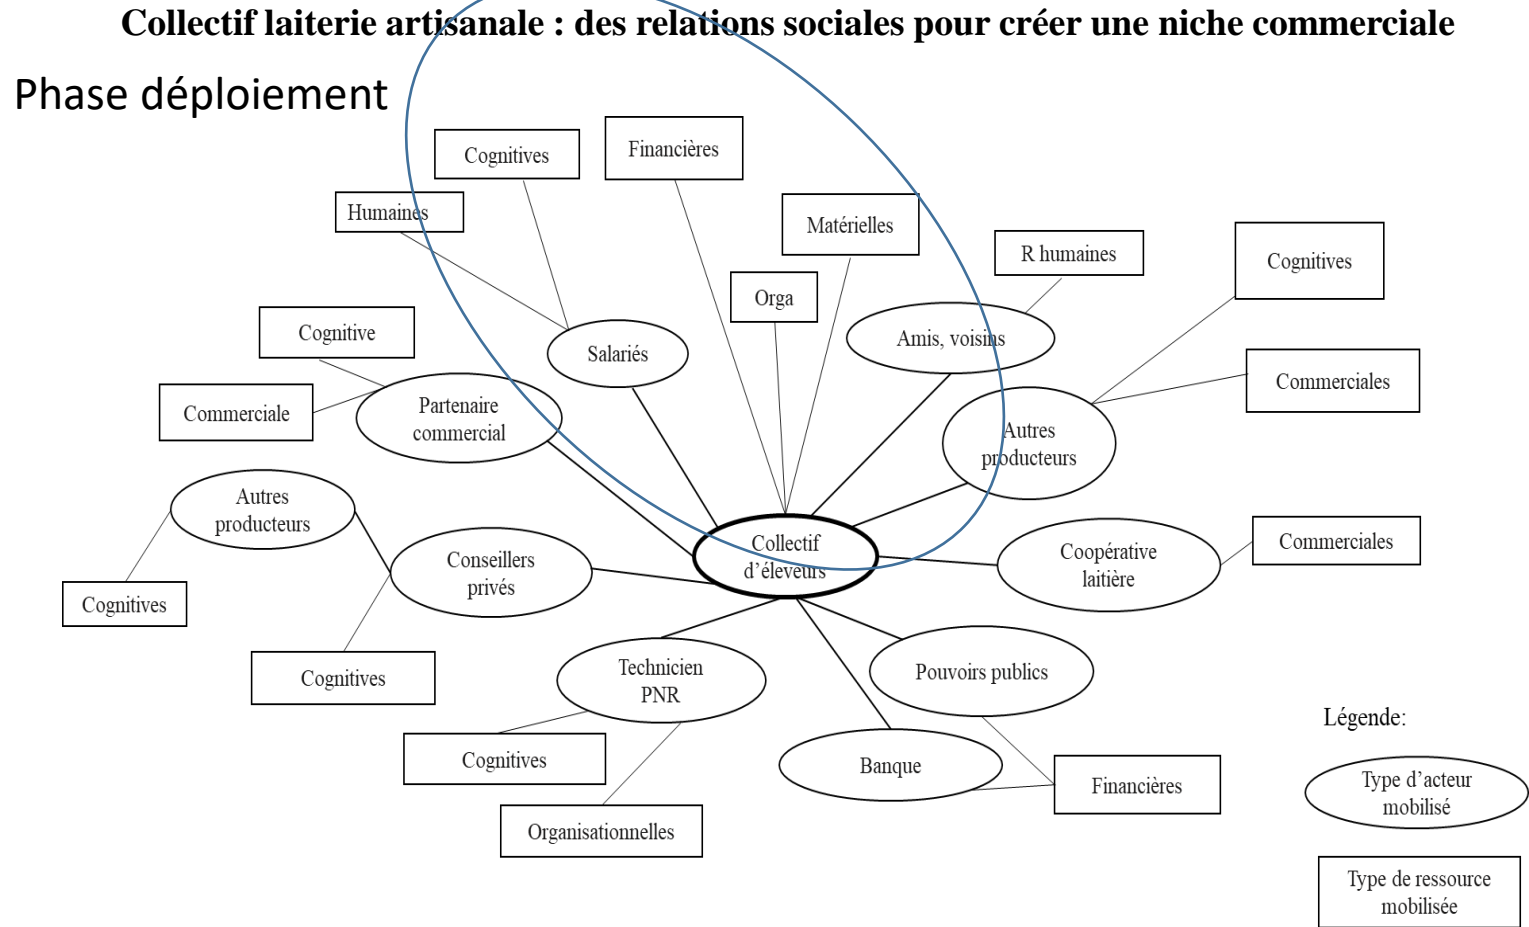 Collectif laiterie artisanale : des relations sociales pour créer une niche commerciale
Phase déploiement
Cognitives
Financières
Humaines
Matérielles
R humaines
Cognitives
Orga
Cognitive
Salariés
Amis, voisins
Commerciales
Commerciale
Partenaire
commercial
Autres
producteurs
Autres
producteurs
Collectif
d’éleveurs
Coopérative
laitière
Commerciales
Conseillers
privés
Cognitives
Cognitives
Technicien
PNR
Pouvoirs publics
Cognitives
Banque
Financières
Organisationnelles
Légende:
Type d’acteur
mobilisé
Type de ressource
mobilisée